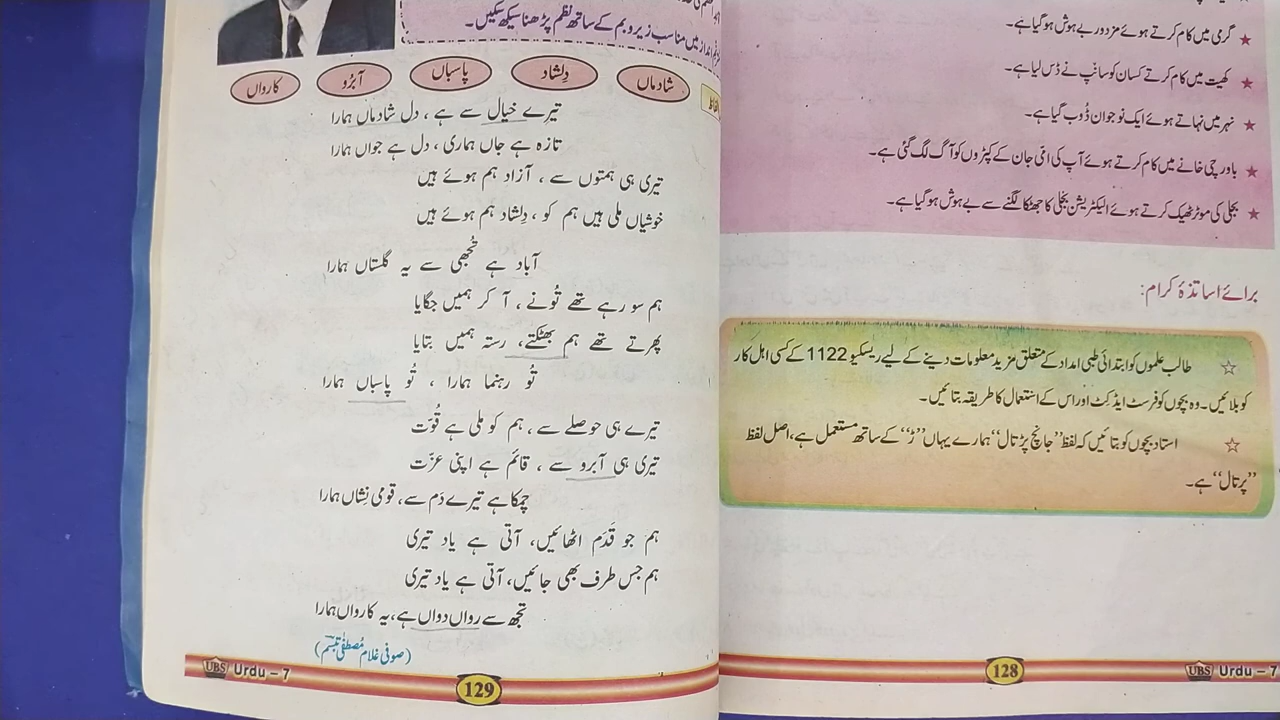 گرمی میں کام کرتے ہوئے مزدور بے ہوش ہوگیا ہے۔
کھیت میں کام کرتے کسان کو سانپ نے ڈس لیا ہے۔
نہر میں نہاتے ہوئے ایک نوجوان ڈوب گیا ہے۔
باورچی خانے میں کام کرتے ہوئے آپ کی امی جان کے کپڑوں کو آگ لگ گئی ہے۔
بجلی کی موٹر ٹھیک کرتے ہوئے الیکٹریشن بجلی کا جھٹکا لگنے سے بے ہوش ہوگیا ہے۔
برائے اساتذۂ کرام:
طالب علموں کو ابتدائی طبی امداد کے متعلق مزید معلومات دینے کے لیے ریسکیو 1122 کے کسی اہل کار
کو بلائیں۔ وہ بچوں کو فرسٹ ایڈ کٹ اور اس کے استعمال کا طریقہ بتائیں۔
استاد بچوں کو بتائیں کہ لفظ ”جانچ پڑتال“ ہمارے یہاں ”ڑ“ کے ساتھ مستعمل ہے، اصل لفظ
”پرتال“ ہے۔
128
UBS Urdu – 7
میں مناسب زیر و بم کے ساتھ نظم پڑھنا سیکھ سکیں۔
شادماں دِلشاد پاسباں آبرُو کارواں
تیرے خیال سے ہے ، دل شادماں ہمارا
تازہ ہے جاں ہماری ، دل ہے جواں ہمارا
تیری ہی ہمتوں سے ، آزاد ہم ہوئے ہیں
خوشیاں ملی ہیں ہم کو ، دِلشاد ہم ہوئے ہیں
آباد ہے تُجھی سے یہ گلستاں ہمارا
ہم سو رہے تھے تُونے ، آ کر ہمیں جگایا
پھرتے تھے ہم بھٹکتے، رستہ ہمیں بتایا
تُو رہنما ہمارا ، تُو پاسباں ہمارا
تیرے ہی حوصلے سے ، ہم کو ملی ہے قُوّت
تیری ہی آبرو سے ، قائم ہے اپنی عزّت
چمکا ہے تیرے دَم سے، قومی نشاں ہمارا
ہم جو قَدَم اٹھائیں، آتی ہے یاد تیری
ہم جس طرف بھی جائیں، آتی ہے یاد تیری
تجھ سے رواں دواں ہے، یہ کارواں ہمارا
(صوفی غلام مُصطفیٰ تبسّم)
UBS Urdu – 7
129